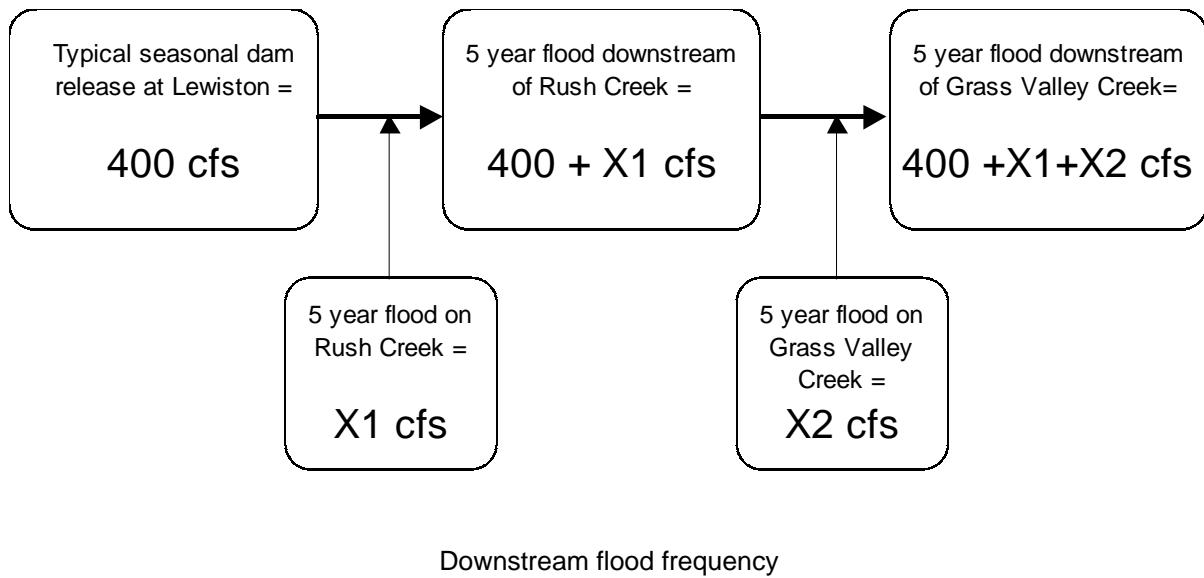 Typical seasonal dam
release at Lewiston =
400 cfs
5 year flood downstream
of Rush Creek =
400 + X1 cfs
5 year flood downstream
of Grass Valley Creek=
400 +X1+X2 cfs
5 year flood on
Rush Creek =
X1 cfs
5 year flood on
Grass Valley
Creek =
X2 cfs
Downstream flood frequency